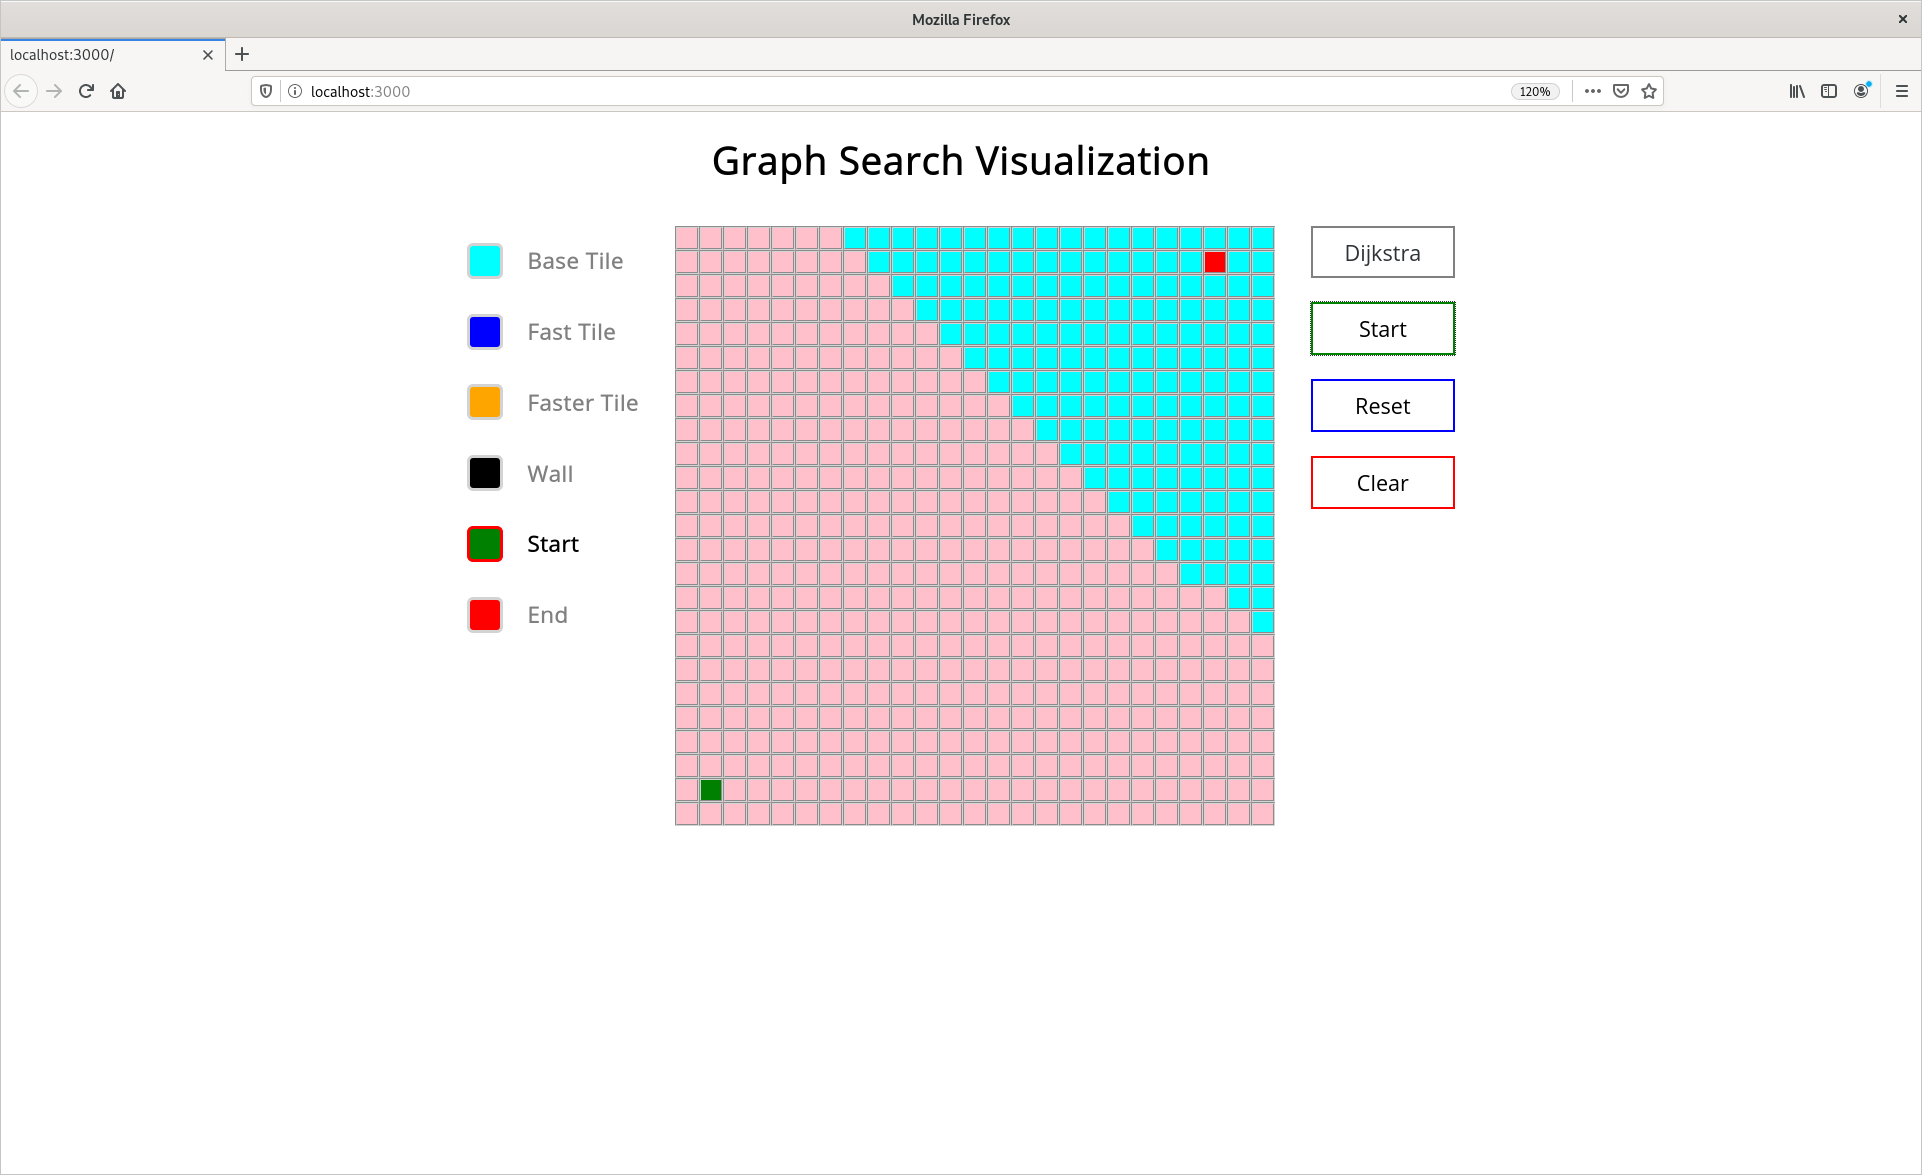 Mozilla Firefox
localhost:3000/
localhost:3000
120%
Graph Search Visualization
Base Tile
Fast Tile
Faster Tile
Wall
Start
End
Dijkstra
Start
Reset
Clear